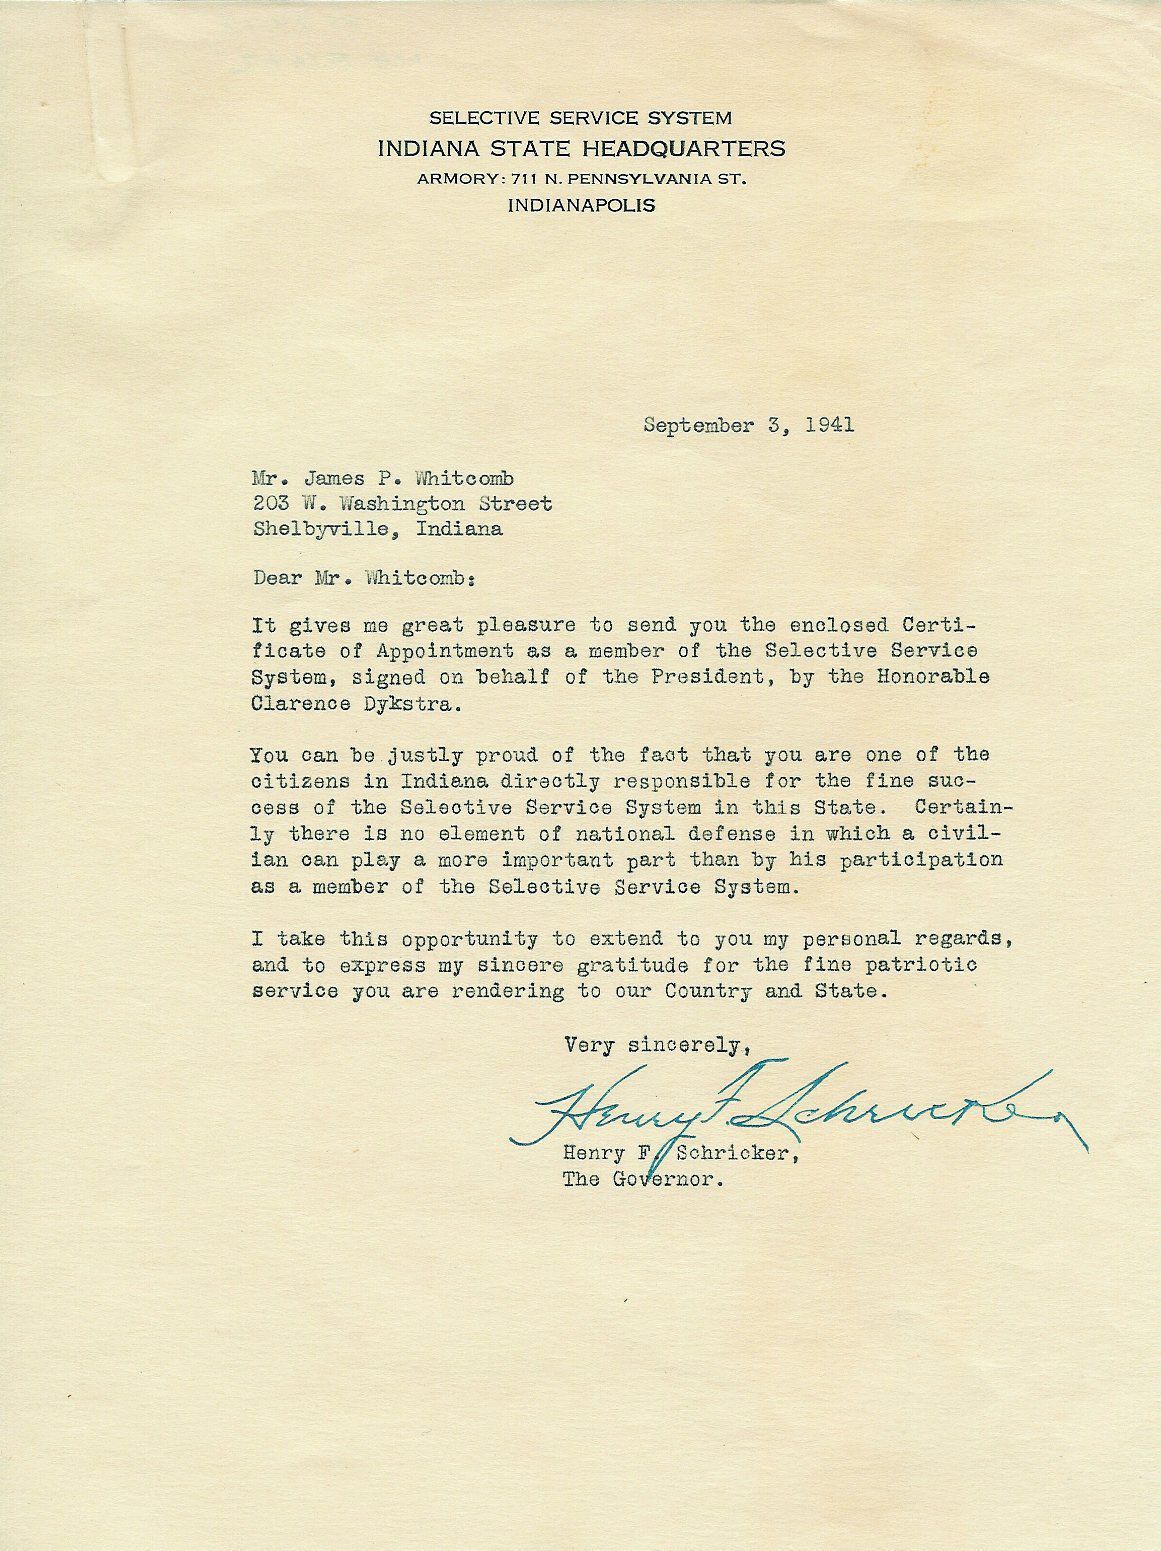 SELECTIVE SERVICE SYSTEM
INDIANA STATE HEADQUARTERS
ARMORY: 711 N. PENNSYLVANIA ST.
INDIANAPOLIS
September 3, 1941
Mr. James P. Whitcomb
203 W. Washington Street
Shelbyville, Indiana
Dear Mr. Whitcomb:
It gives me great pleasure to send you the enclosed Certi-
ficate of Appointment as a member of the Selective Service
System, signed on behalf of the President, by the Honorable
Clarence Dykstra.
You can be justly proud of the fact that you are one of the
citizens in Indiana directly responsible for the fine suc-
cess of the Selective Service System in this State.  Certain-
ly there is no element of national defense in which a civil-
ian can play a more important part than by his participation
as a member of the Selective Service System.
I take this opportunity to extend to you my personal regards,
and to express my sincere gratitude for the fine patriotic
service you are rendering to our Country and State.
Very sincerely,
Henry F. Schricker
Henry F. Schricker,
The Governor.